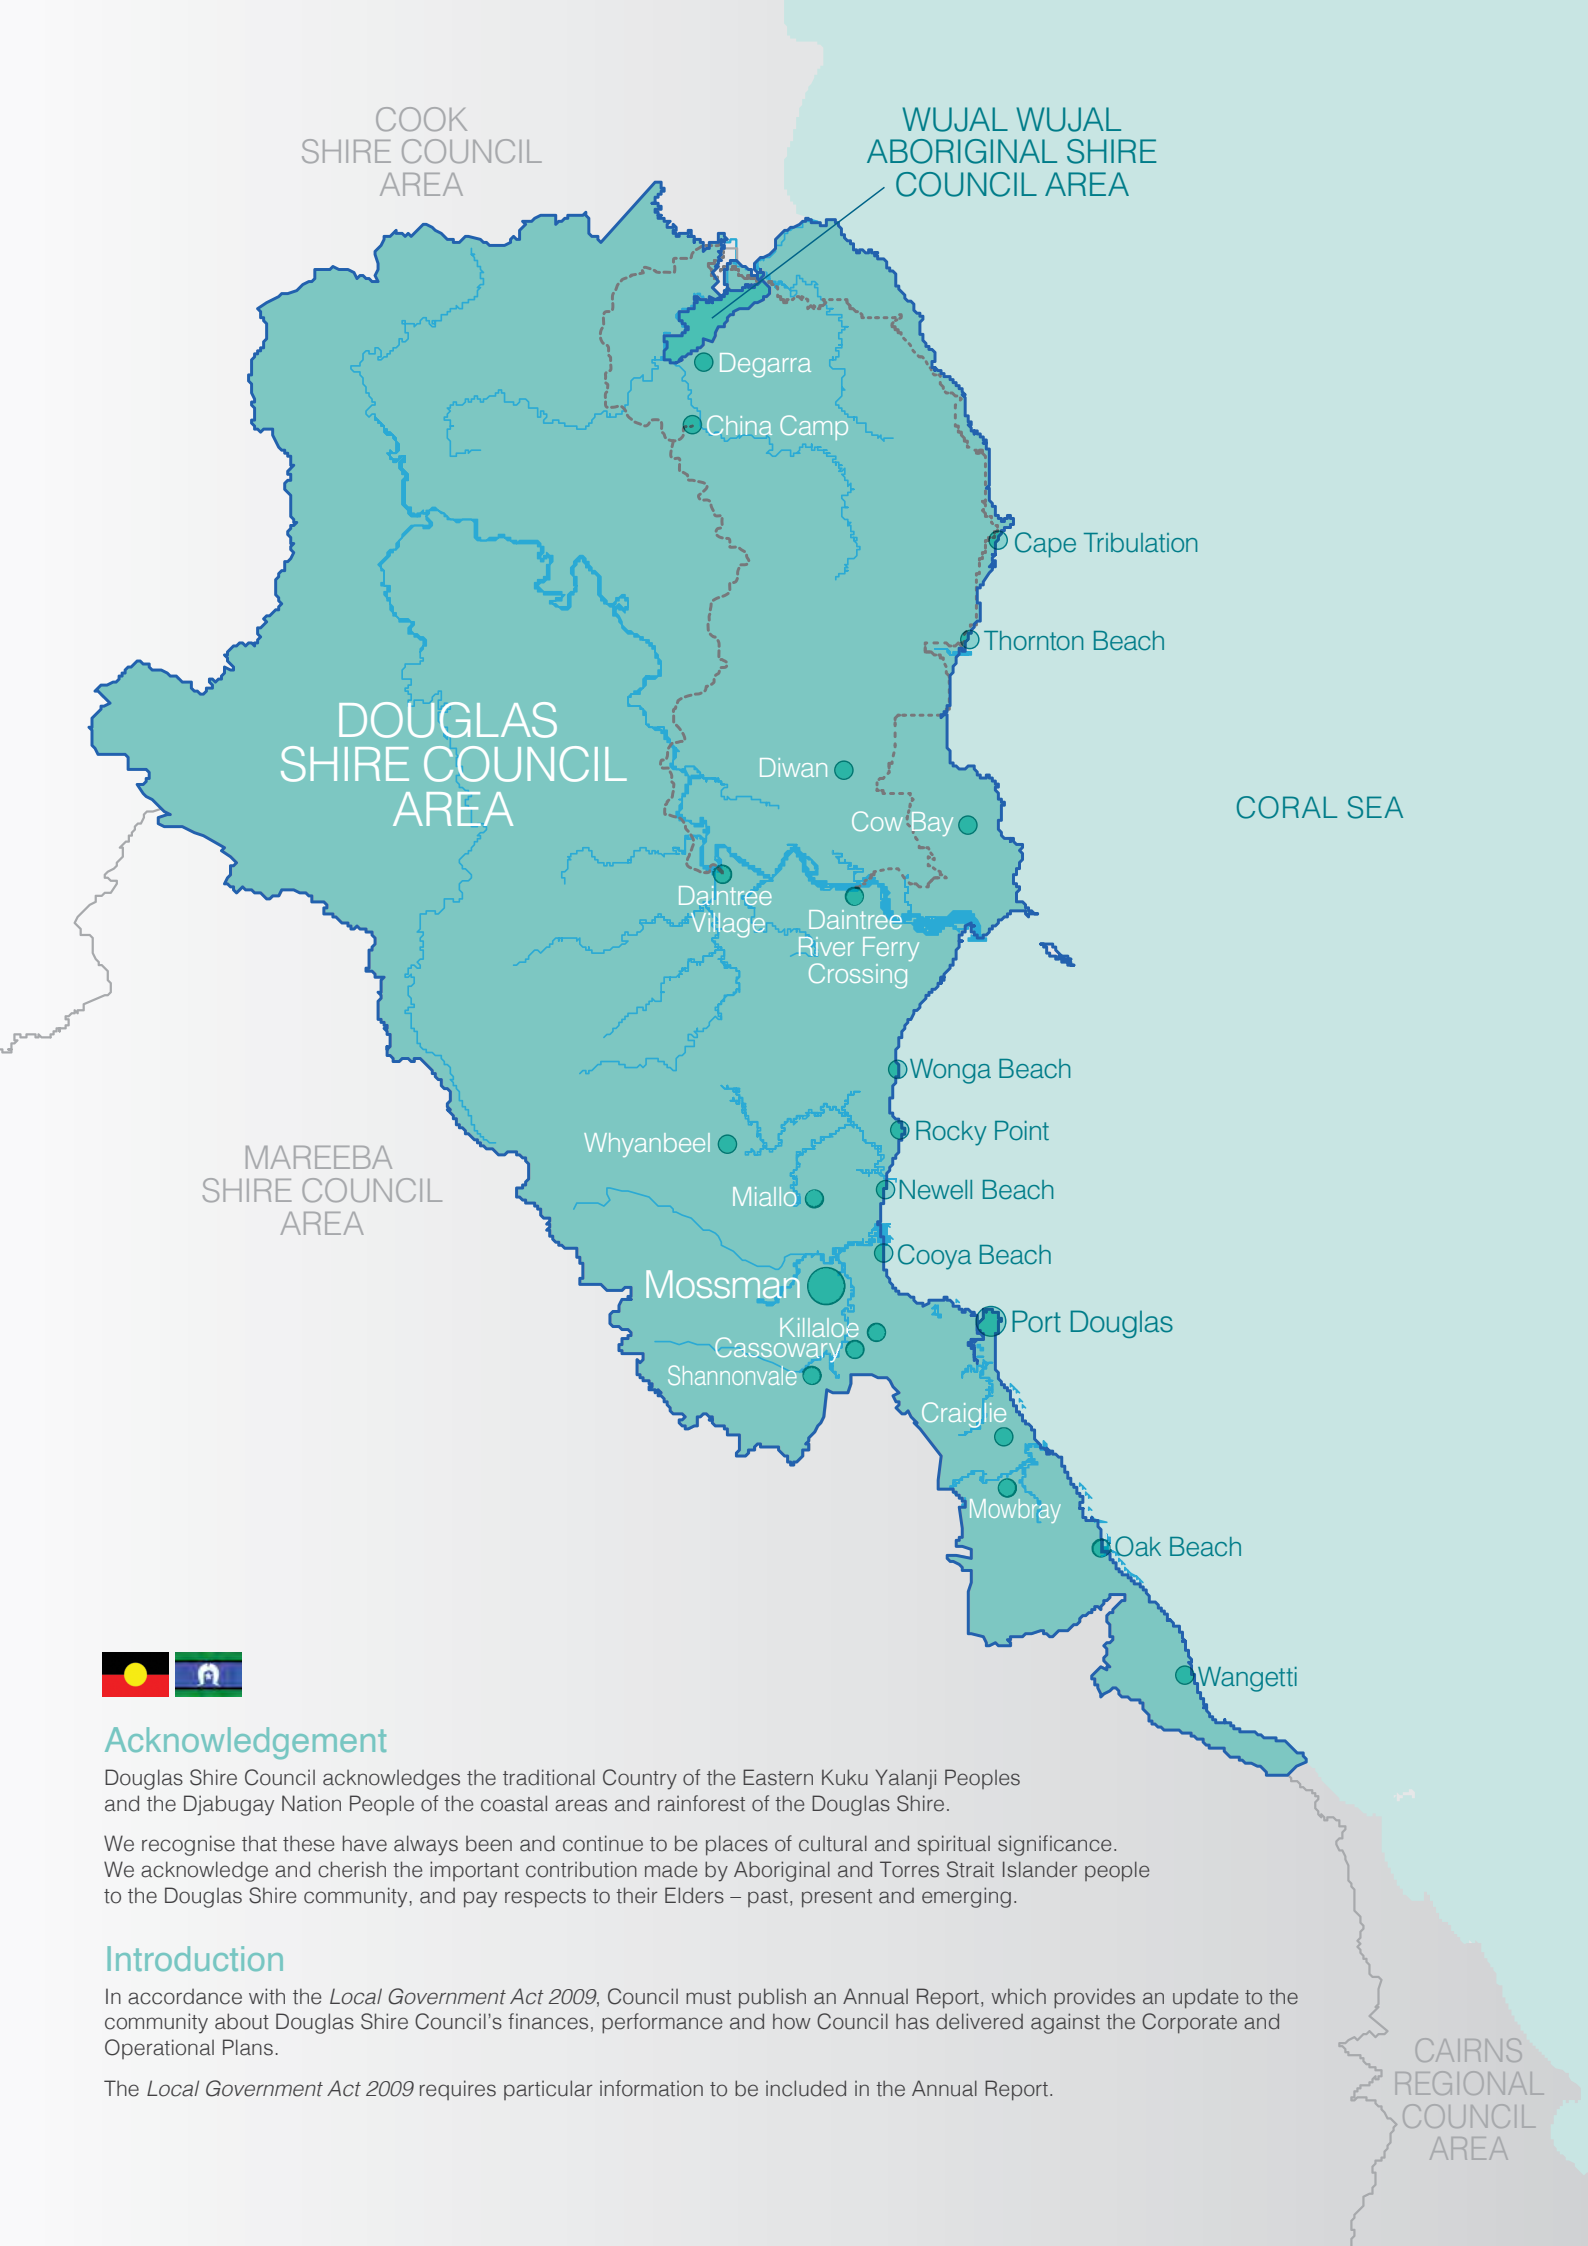 COOK
SHIRE COUNCIL
AREA
WUJAL WUJAL
ABORIGINAL SHIRE
COUNCIL AREA
Degarra
China Camp
Cape Tribulation
Thornton Beach
DOUGLAS
SHIRE COUNCIL
AREA
Diwan
CORAL SEA
Cow Bay
Daintree
Village
Daintree
River Ferry
Crossing
Wonga Beach
Rocky Point
Whyanbeel
MAREEBA
SHIRE COUNCIL
AREA
Newell Beach
Miallo
Cooya Beach
Mossman
Port Douglas
Killaloe
Cassowary
Shannonvale
Craiglie
Mowbray
Oak Beach
Wangetti
Acknowledgement
Douglas Shire Council acknowledges the traditional Country of the Eastern Kuku Yalanji Peoples
and the Djabugay Nation People of the coastal areas and rainforest of the Douglas Shire.
We recognise that these have always been and continue to be places of cultural and spiritual significance.
We acknowledge and cherish the important contribution made by Aboriginal and Torres Strait Islander people
to the Douglas Shire community, and pay respects to their Elders – past, present and emerging.
Introduction
In accordance with the Local Government Act 2009, Council must publish an Annual Report, which provides an update to the
community about Douglas Shire Council's finances, performance and how Council has delivered against the Corporate and
Operational Plans.
The Local Government Act 2009 requires particular information to be included in the Annual Report.
CAIRNS
REGIONAL
COUNCIL
AREA